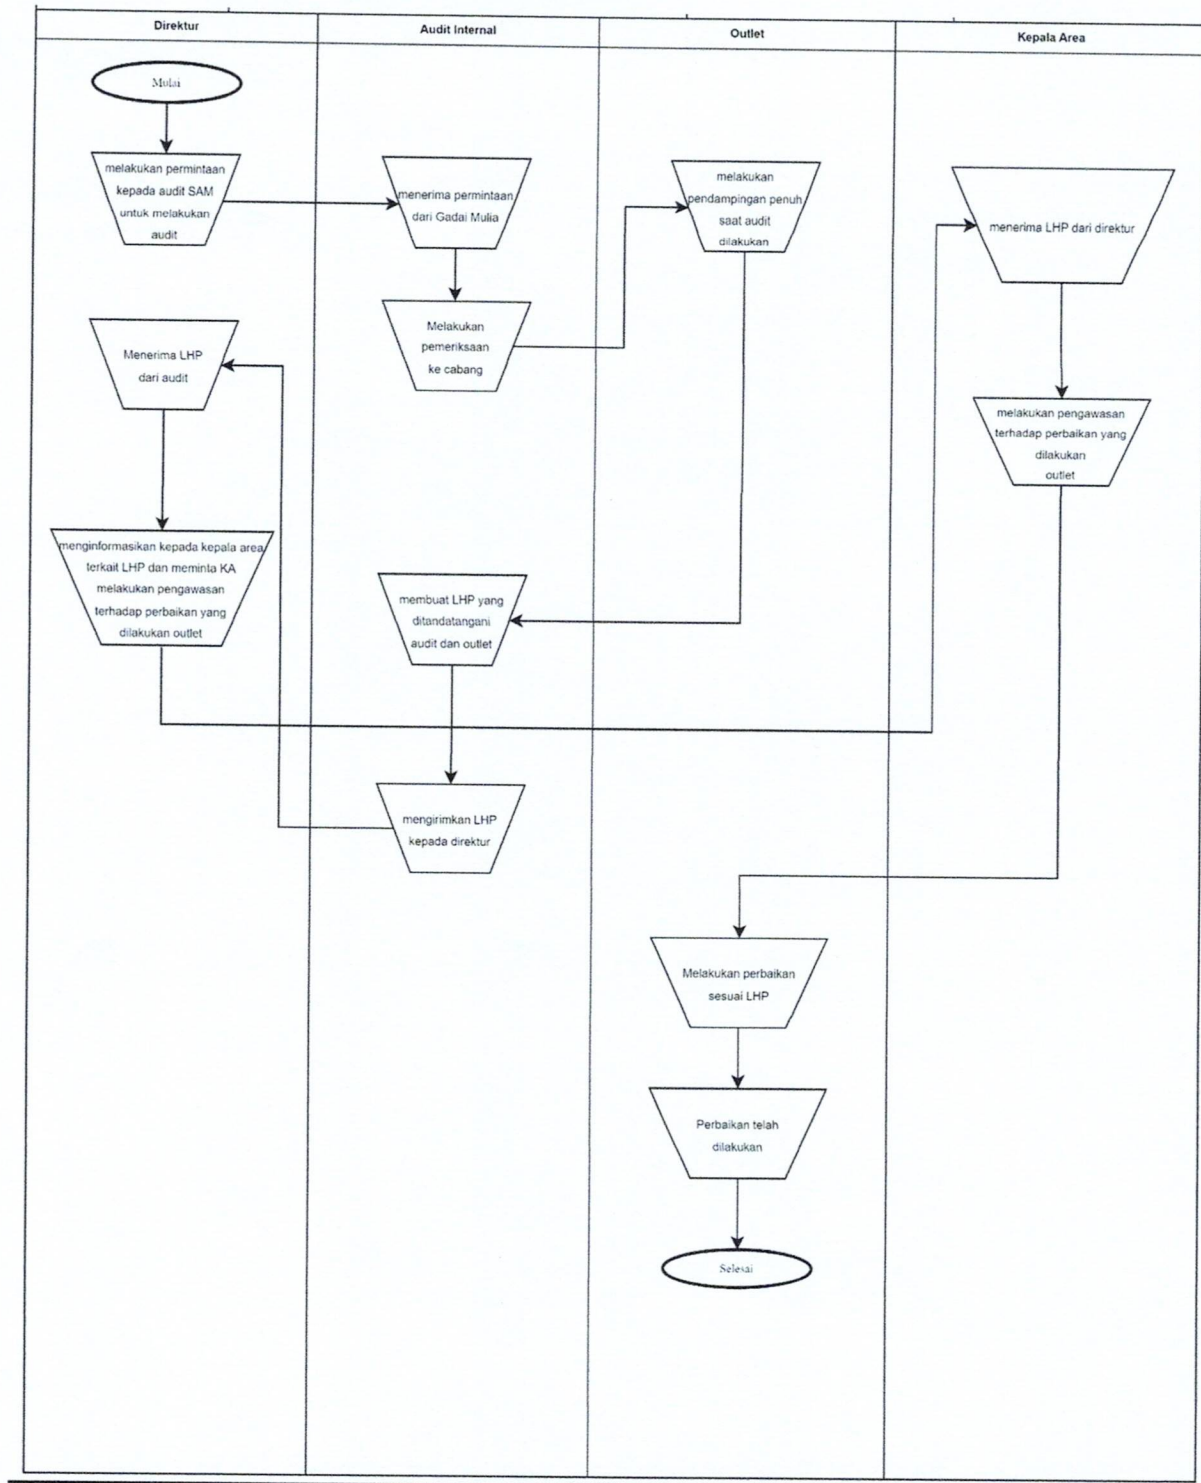 Direktur
Audit Internal
Outlet
Kepala Area
Mulai
melakukan permintaan
kepada audit SAM
untuk melakukan
audit
menerima permintaan
dari Gadai Mulia
melakukan
pendampingan penuh
saat audit
dilakukan
menerima LHP dari direktur
Menerima LHP
dari audit
Melakukan
pemeriksaan
ke cabang
melakukan pengawasan
terhadap perbaikan yang
dilakukan
outlet
menginformasikan kepada kepala area
terkait LHP dan meminta KA
melakukan pengawasan
terhadap perbaikan yang
dilakukan outlet
membuat LHP yang
ditandatangani
audit dan outlet
mengirimkan LHP
kepada direktur
Melakukan perbaikan
sesuai LHP
Perbaikan telah
dilakukan
Selesai